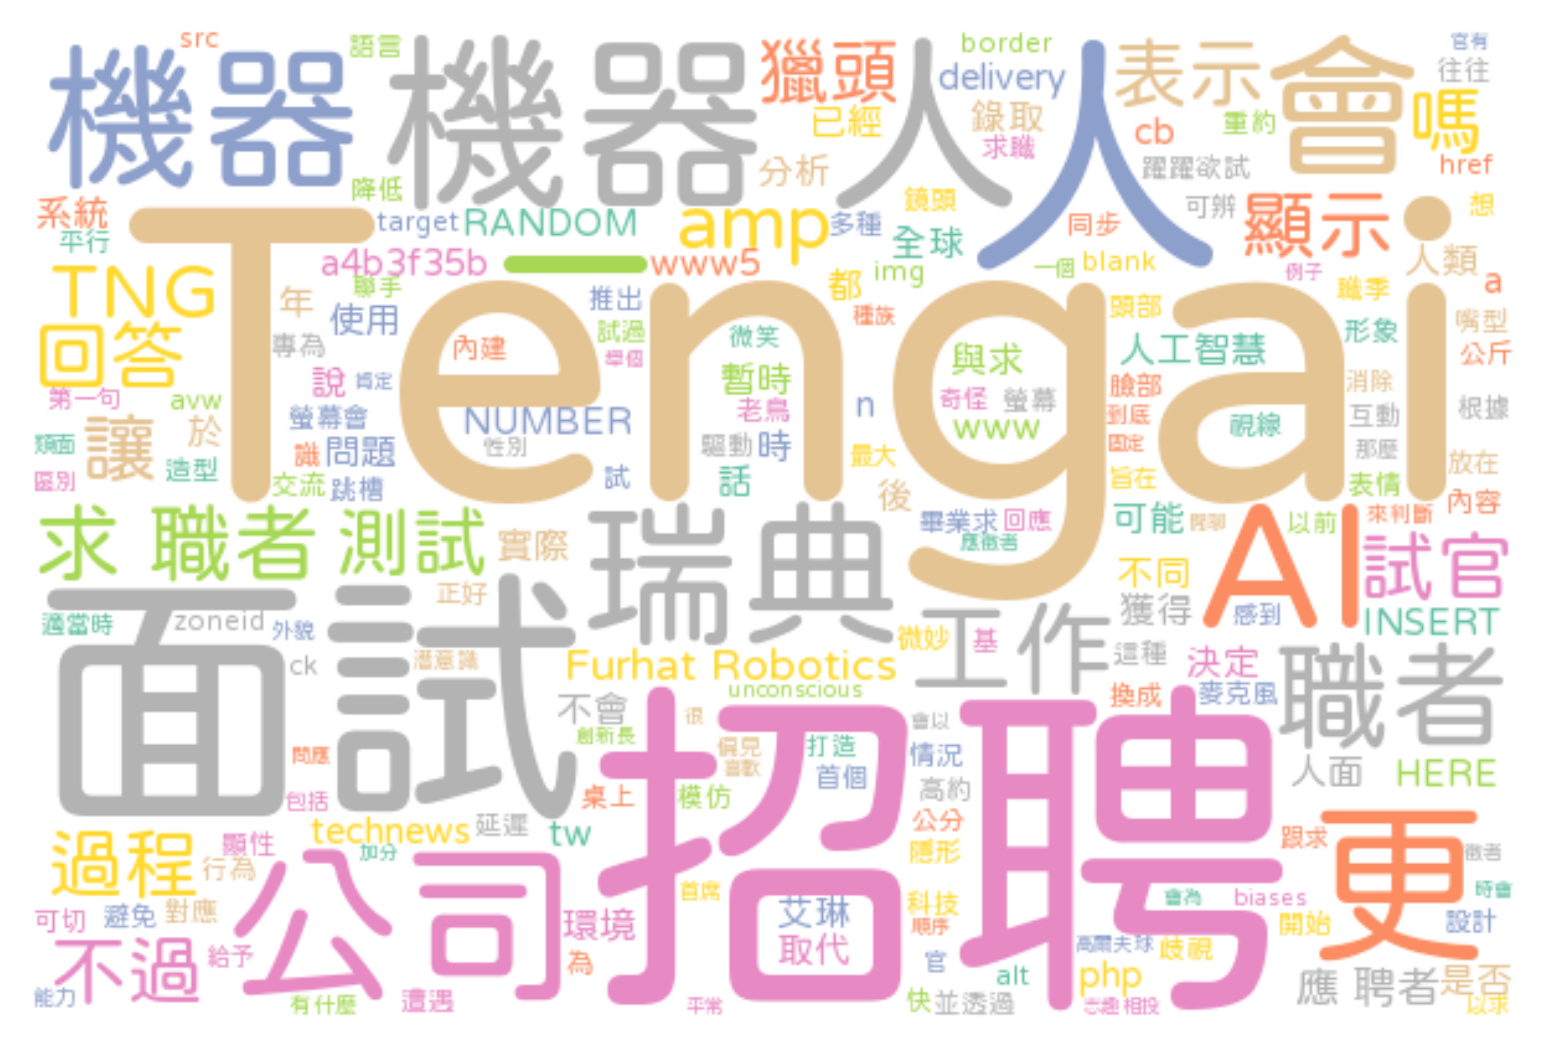 src
語言
機器
機器
人
獵頭
border
delivery
人
表示
會
官有
往往
嗎
已經
錄取
求職
cb
重約
href
分析
躍躍欲試
降低
系統
平行
Tengai
target
RANDOM
amp
多種
鏡頭
全球
同步
可辨
顯示
想
人類
a4b3f35b
一
www5
img
一個
blank
例子
TNG
聯手
年
推出
都
種族
頭部
職季
a
回答
使用
專為
內建
試過
舉個
微笑
與求
人工智慧
形象
嘴型
公斤
第一句
avw
說
肯定
暫時
老鳥
n
奇怪
螢幕
臉部
消除
讓
於
螢幕會
NUMBER
性別
驅動
時
www
到底
視線
互動
根據
頰面
造型
識
問題
最大
固定
那麼
區別
交流
跳槽
試
話
後
旨在
表情
放在
內容
求 職者
測試
實際
瑞典
畢業求
回應
應徵者
可能
閒聊
以前
來判斷
面試
正好
不同
AI
試官
適當時
zoneid
外貌
獲得
感到
INSERT
ck
潛意識
Furhat Robotics
微妙
工作
基
這種
決定
職者
unconscious
不會
很
會以
換成
麥克風
創新長
招聘
問應
偏見
喜歡
打造
首個
情況
人面
HERE
包括
桌上
模仿
高約
過程
technews
延遲
tw
公分
更
跟求
顯性
行為
加分
隱形
徵者
公司
首席
可切
避免
對應
環境
艾琳
取代
科技
順序
會為
biases
時會
開始
設計
不過
給予
為
官
高爾夫球
歧視
能力
有什麼
遭遇
平常
alt
php
快
並透過
志趣相投
應 聘者
是否
以求